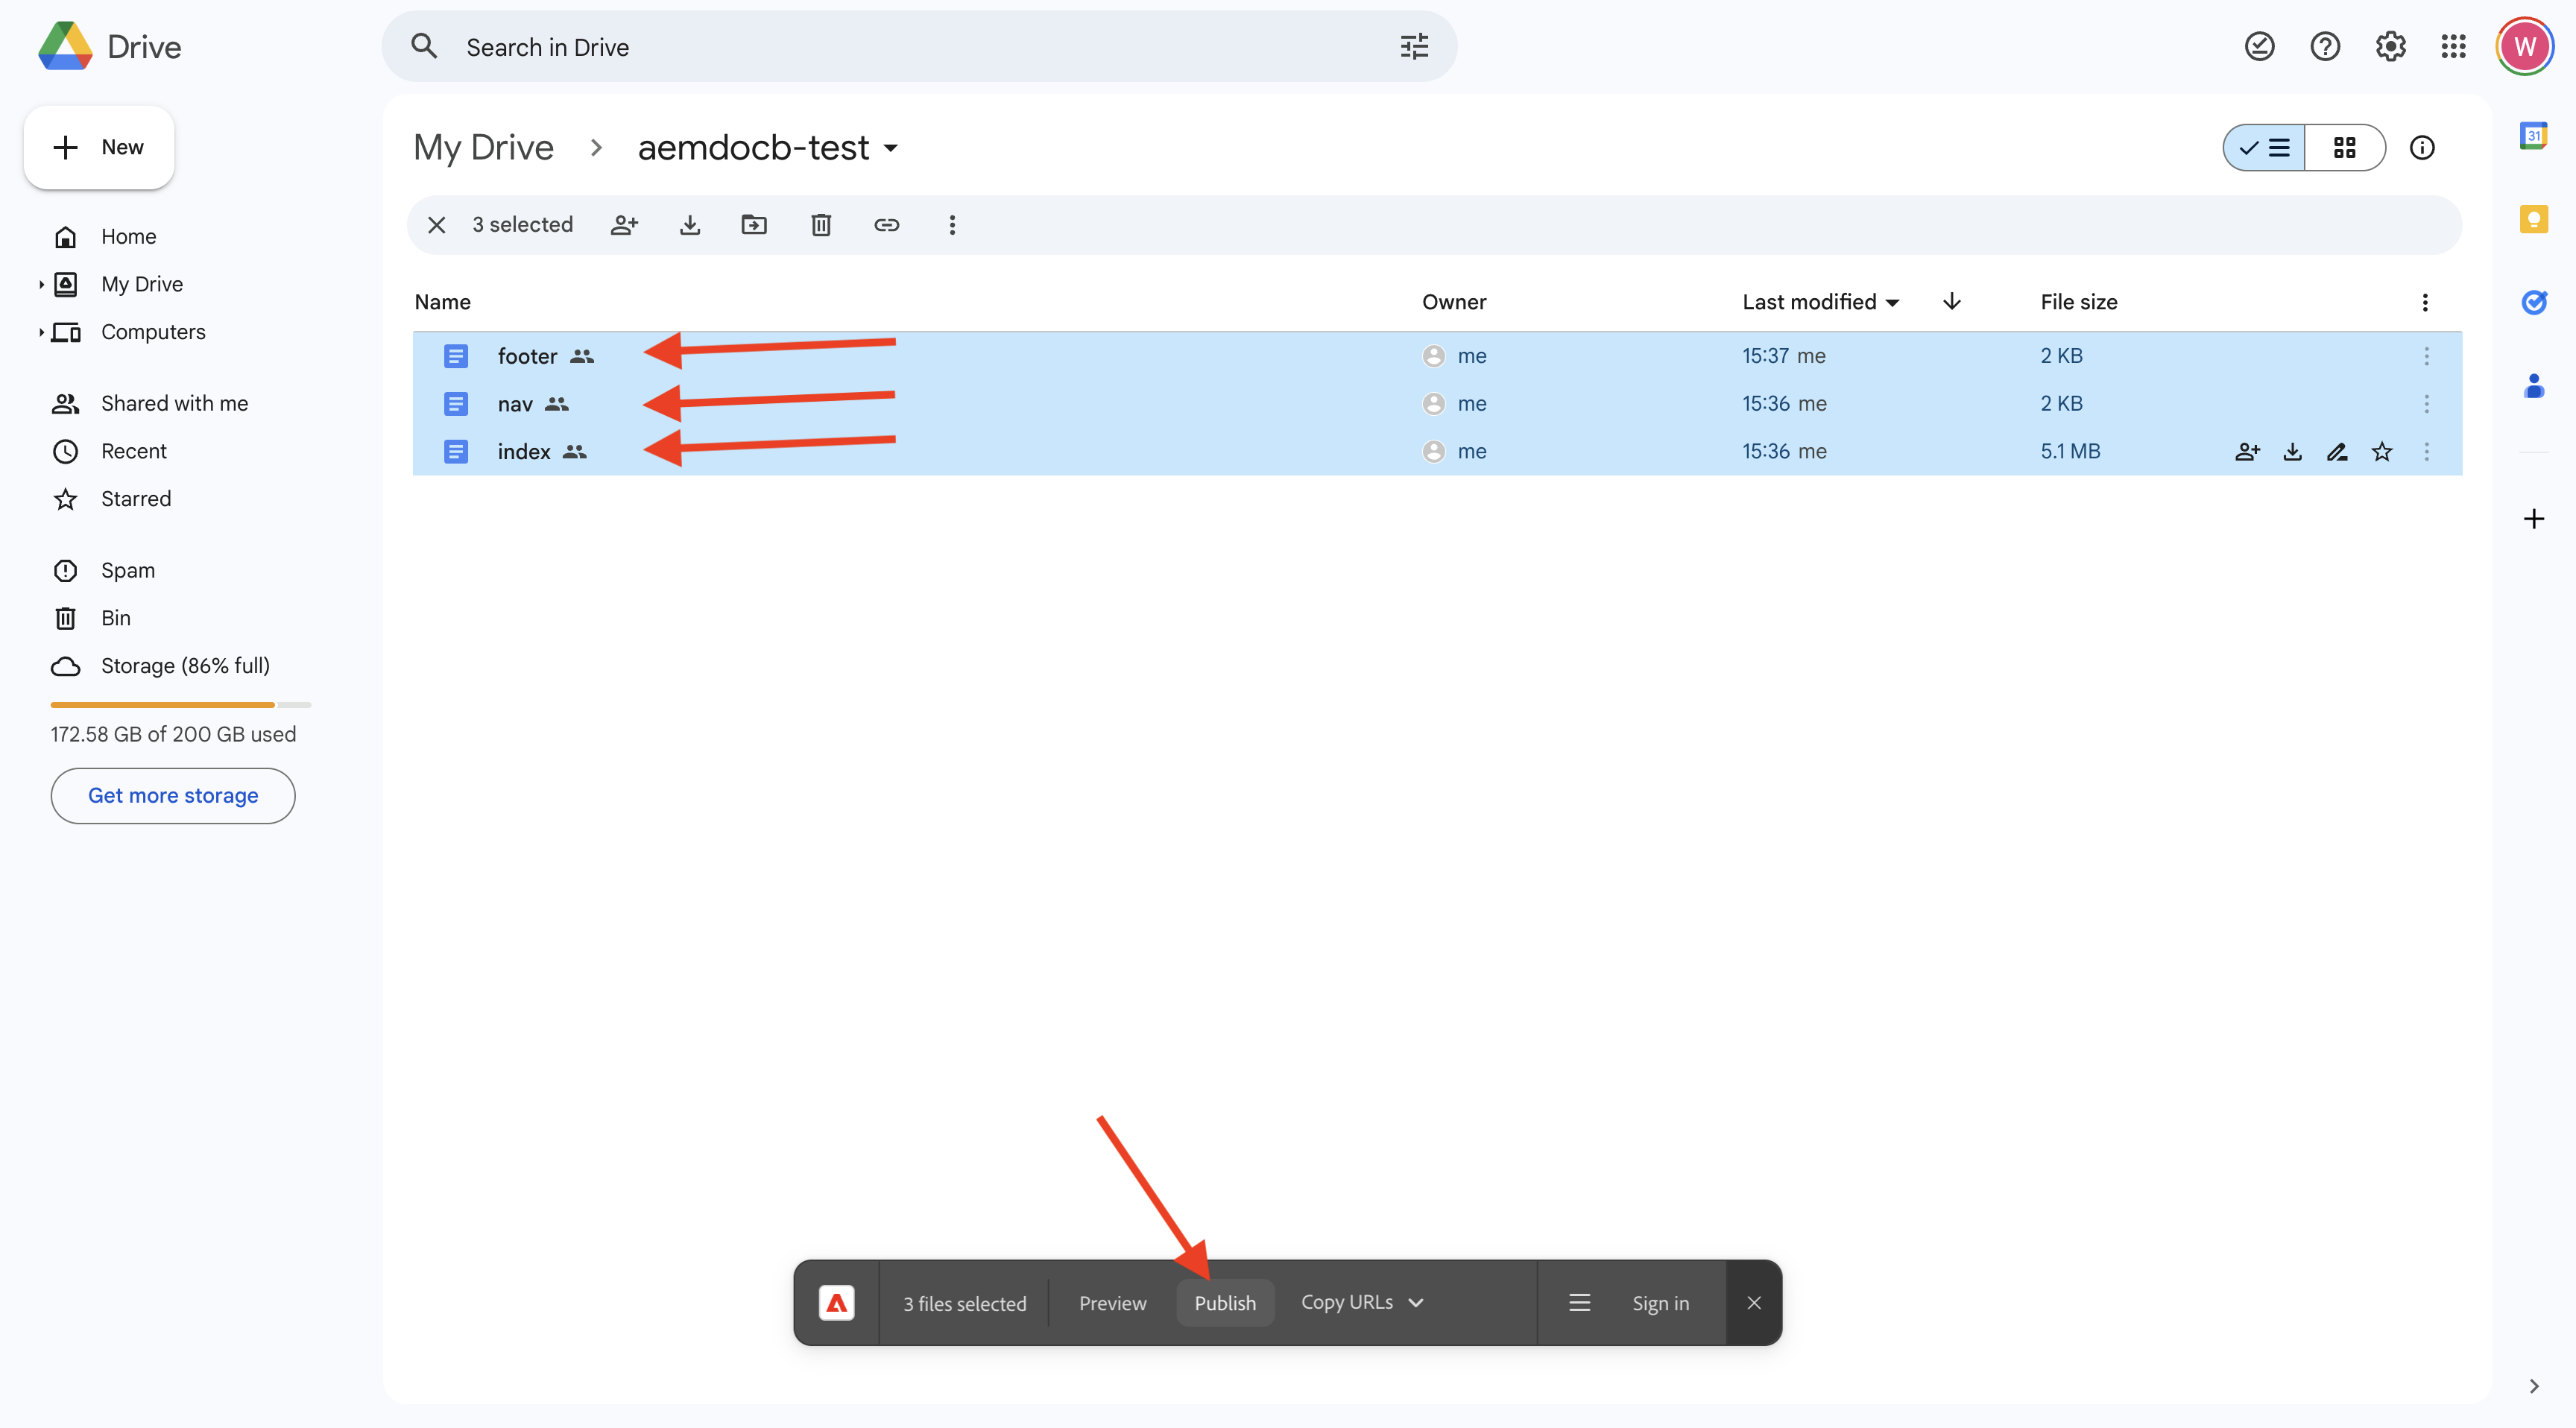 Drive
Search in Drive
W
New
My Drive
aemdocb-test
31
3 selected
Home
My Drive
Computers
Shared with me
Recent
Starred
Spam
Bin
Storage (86% full)
172.58 GB of 200 GB used
Get more storage
Name Owner Last modified File size
footer me 15:37 me 2 KB
nav me 15:36 me 2 KB
index me 15:36 me 5.1 MB
3 files selected Preview Publish Copy URLs Sign in